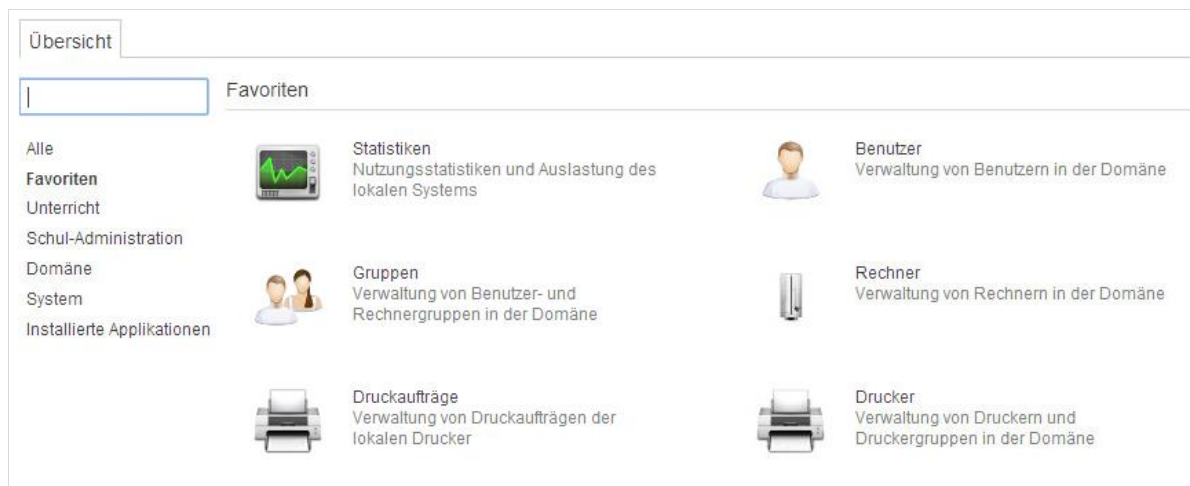 Übersicht
Favoriten
Alle
Favoriten
Unterricht
Schul-Administration
Domäne
System
Installierte Applikationen
Statistiken
Nutzungsstatistiken und Auslastung des
lokalen Systems
Benutzer
Verwaltung von Benutzern in der Domäne
Gruppen
Verwaltung von Benutzer- und
Rechnergruppen in der Domäne
Rechner
Verwaltung von Rechnern in der Domäne
Druckaufträge
Verwaltung von Druckaufträgen der
lokalen Drucker
Drucker
Verwaltung von Druckern und
Druckergruppen in der Domäne